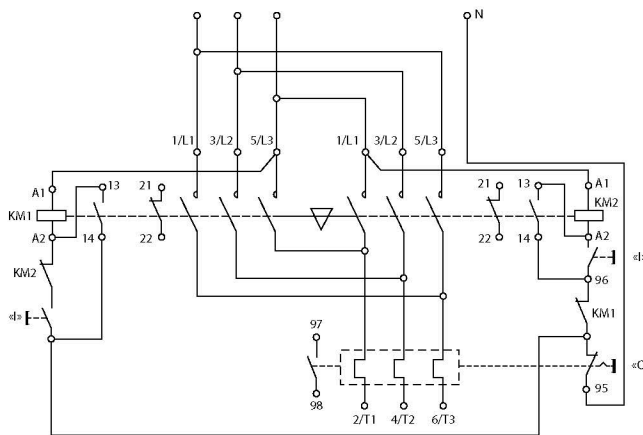 N
1/L1 3/L2 5/L3 1/L1 3/L2 5/L3
A1 13 21 21 13 A1
KM1 KM2
A2 14 22 22 14 A2
KM2 «I»
96
«I» KM1
97
«C
98 95
2/T1 4/T2 6/T3